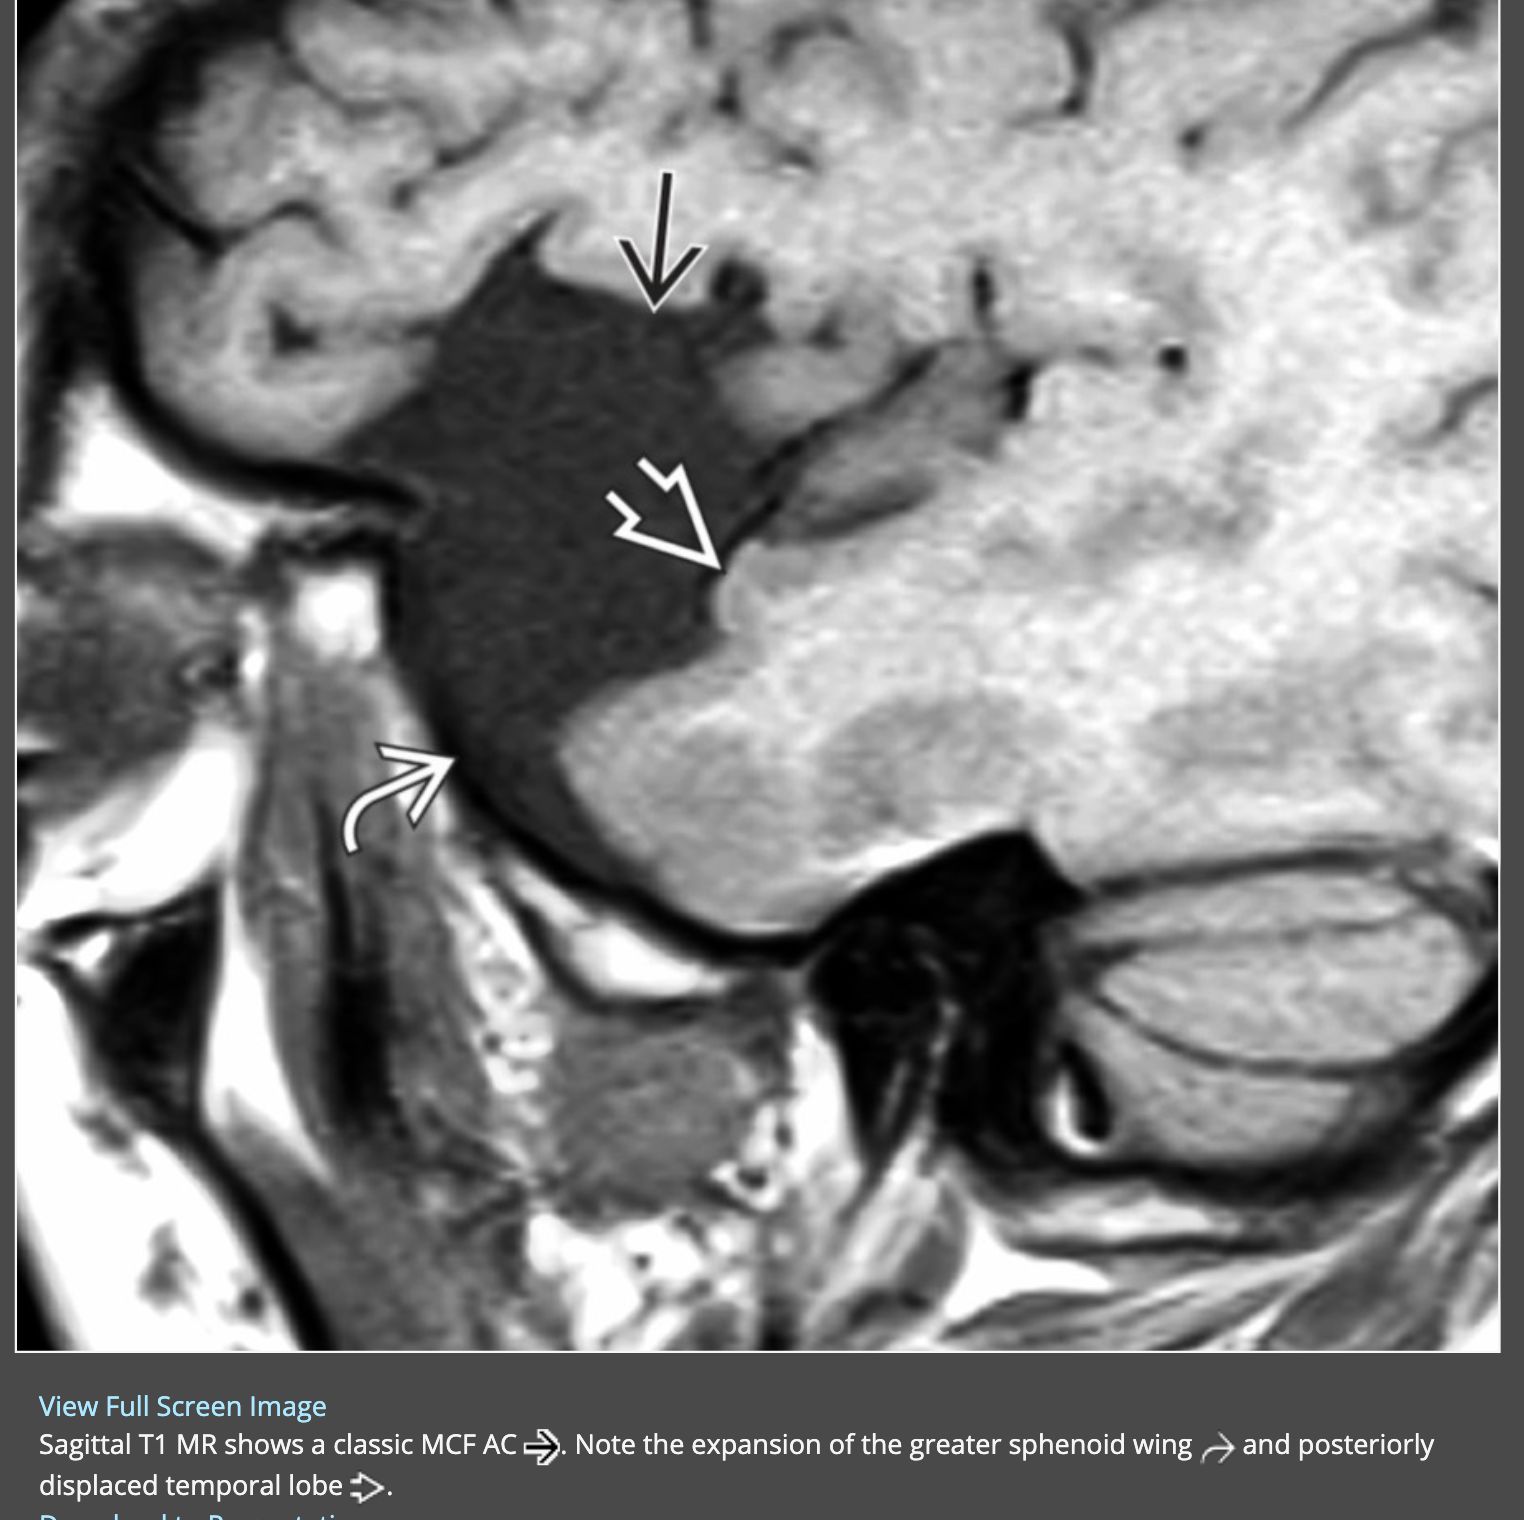 View Full Screen Image
Sagittal T1 MR shows a classic MCF AC . Note the expansion of the greater sphenoid wing and posteriorly
displaced temporal lobe .